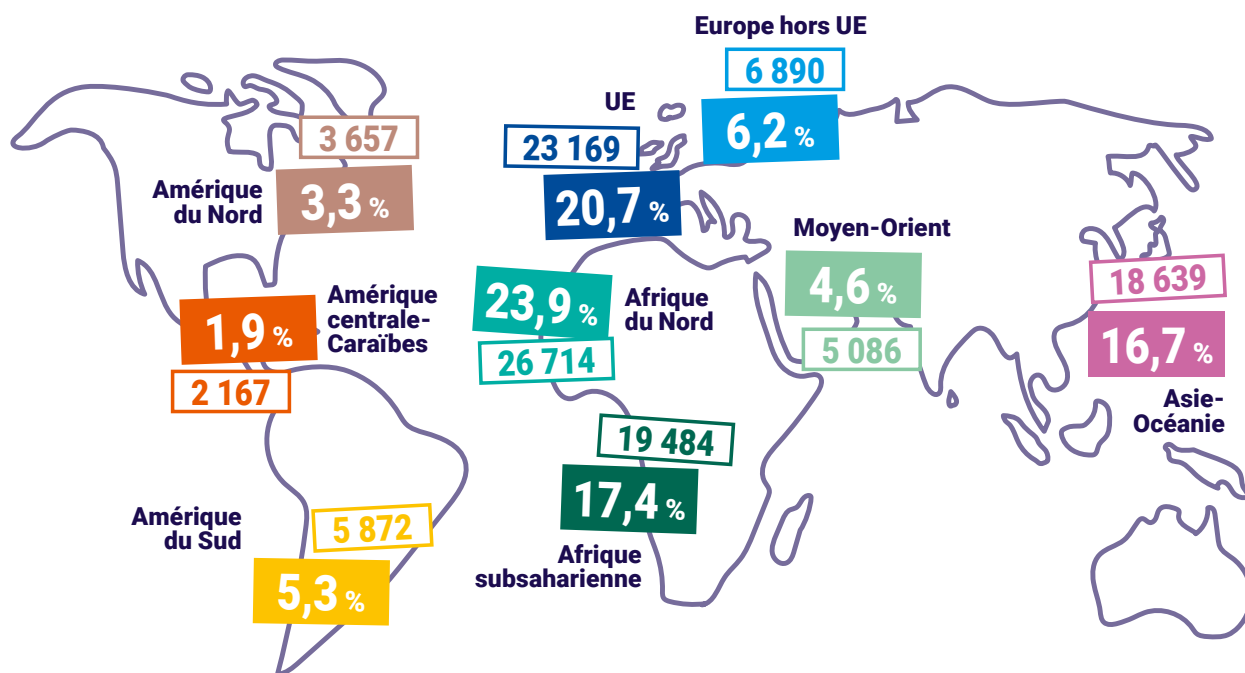 Europe hors UE
6 890
6,2 %
UE
23 169
20,7 %
3 657
Amérique
du Nord
3,3 %
Moyen-Orient
4,6 %
5 086
18 639
16,7 %
Asie-
Océanie
23,9 %
26 714
Afrique
du Nord
1,9 %
2 167
Amérique
centrale-
Caraïbes
19 484
17,4 %
Afrique
subsaharienne
Amérique
du Sud
5 872
5,3 %